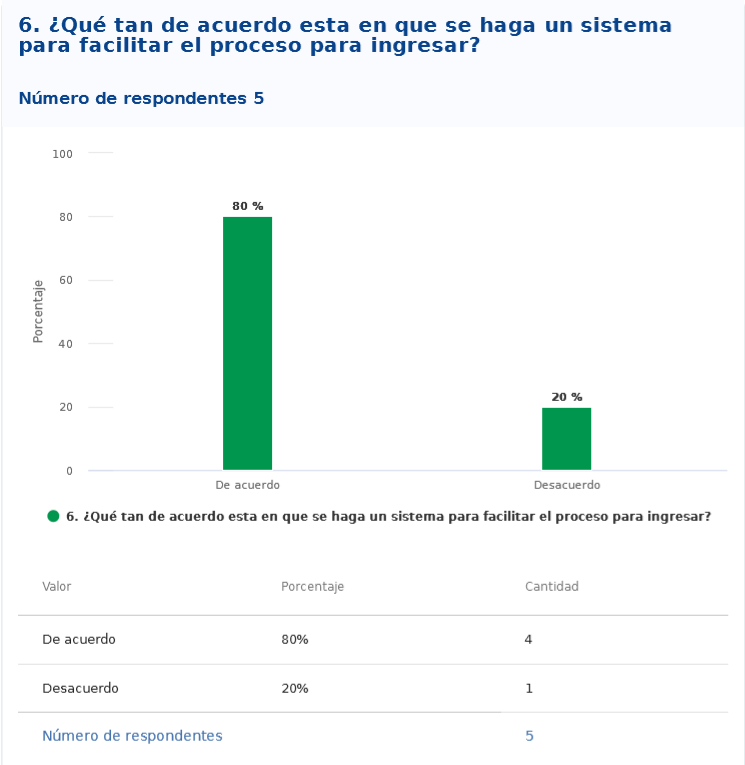 6. ¿Qué tan de acuerdo esta en que se haga un sistema
para facilitar el proceso para ingresar?
Número de respondentes 5
100
80
60
40
20
0
Porcentaje
80 %
20 %
De acuerdo
Desacuerdo
6. ¿Qué tan de acuerdo esta en que se haga un sistema para facilitar el proceso para ingresar?
Valor Porcentaje Cantidad
De acuerdo 80% 4
Desacuerdo 20% 1
Número de respondentes 5